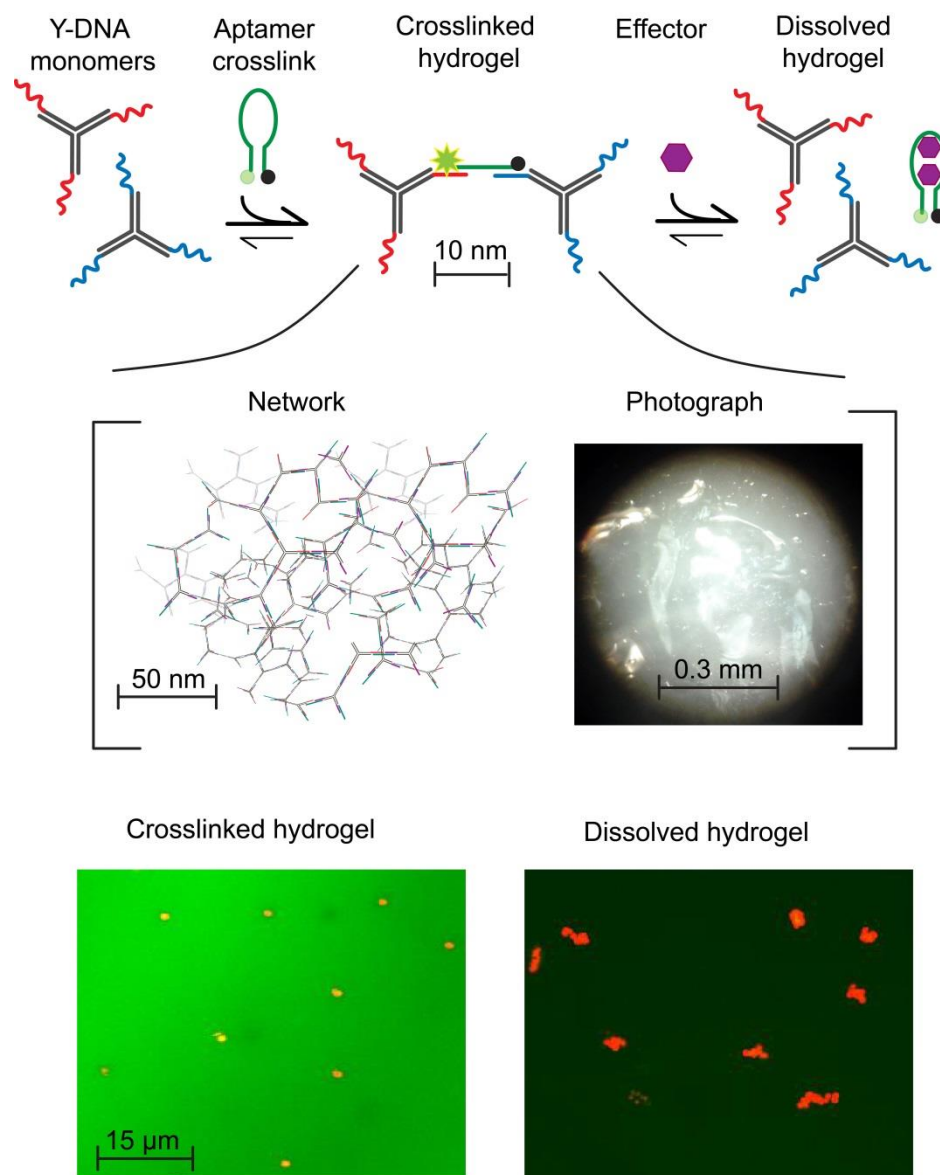 Y-DNA
monomers
Aptamer
crosslink
Crosslinked
hydrogel
Effector
Dissolved
hydrogel
10 nm
Network
Photograph
50 nm
0.3 mm
Crosslinked hydrogel
Dissolved hydrogel
15 µm